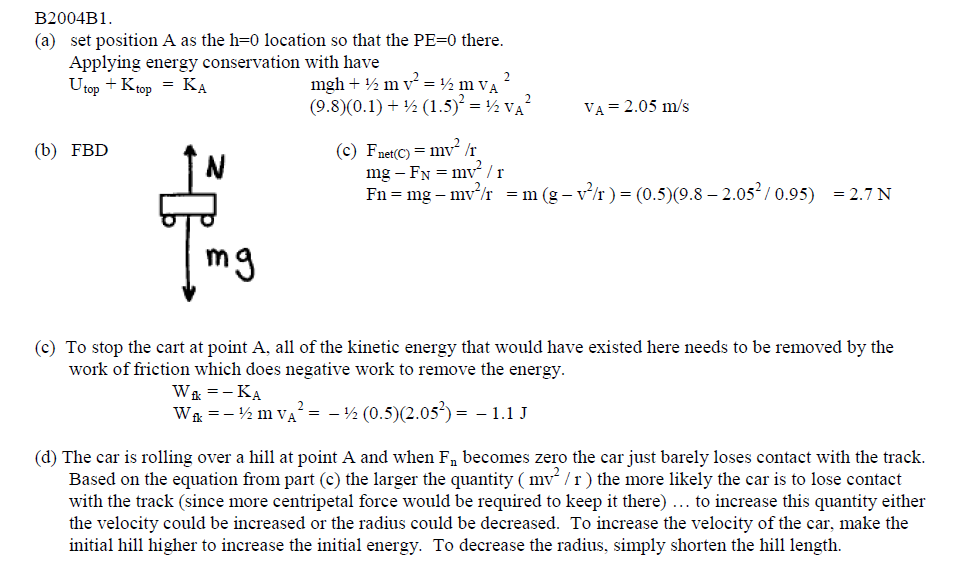 B2004B1.
(a) set position A as the h=0 location so that the PE=0 there.
Applying energy conservation with have
U_top + K_top = K_A mgh + ½ m v² = ½ m v_A²
(9.8)(0.1) + ½ (1.5)² = ½ v_A² v_A = 2.05 m/s
(b) FBD (c) F_net(C) = mv² /r
N mg – F_N = mv² / r
Fn = mg – mv²/r = m (g – v²/r ) = (0.5)(9.8 – 2.05² / 0.95) = 2.7 N
mg
(c) To stop the cart at point A, all of the kinetic energy that would have existed here needs to be removed by the
work of friction which does negative work to remove the energy.
W_fk = – K_A
W_fk = – ½ m v_A² = – ½ (0.5)(2.05²) = – 1.1 J
(d) The car is rolling over a hill at point A and when F_n becomes zero the car just barely loses contact with the track.
Based on the equation from part (c) the larger the quantity ( mv² / r ) the more likely the car is to lose contact
with the track (since more centripetal force would be required to keep it there) … to increase this quantity either
the velocity could be increased or the radius could be decreased. To increase the velocity of the car, make the
initial hill higher to increase the initial energy. To decrease the radius, simply shorten the hill length.